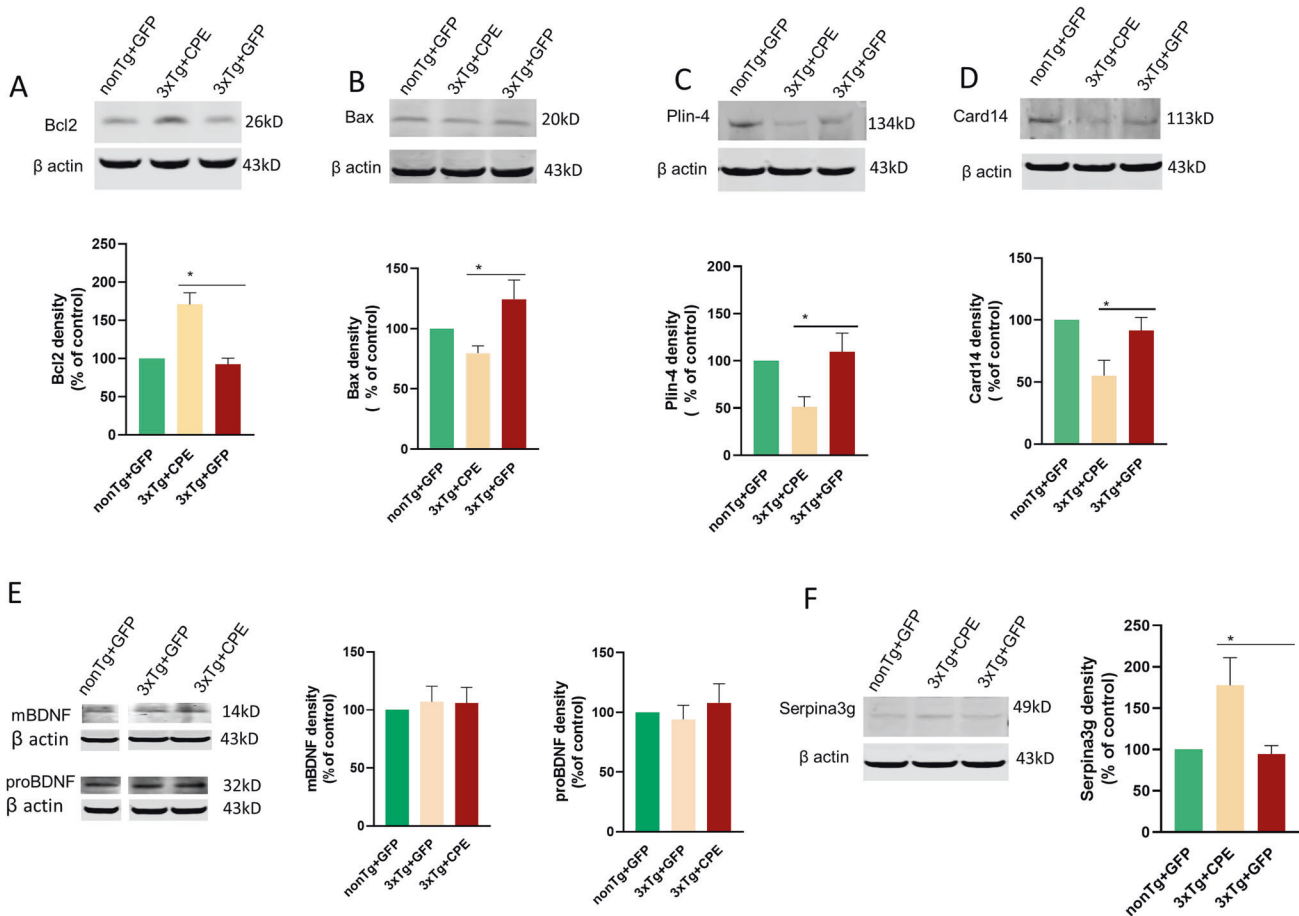 A
nonTg+GFP
3xTg+CPE
3xTg+GFP
Bcl2
26kD
β actin
43kD
250
200
150
100
50
0
Bcl2 density
(% of control)
*
nonTg+GFP
3xTg+CPE
3xTg+GFP
B
nonTg+GFP
3xTg+CPE
3xTg+GFP
Bax
20kD
β actin
43kD
150
100
50
0
Bax density
( % of control)
*
nonTg+GFP
3xTg+CPE
3xTg+GFP
C
nonTg+GFP
3xTg+CPE
3xTg+GFP
Plin-4
134kD
β actin
43kD
200
150
100
50
0
Plin-4 density
( % of control)
*
nonTg+GFP
3xTg+CPE
3xTg+GFP
D
nonTg+GFP
3xTg+CPE
3xTg+GFP
Card14
113kD
β actin
43kD
150
100
50
0
Card14 density
( %of control)
*
nonTg+GFP
3xTg+CPE
3xTg+GFP
E
nonTg+GFP
3xTg+GFP
3xTg+CPE
mBDNF
14kD
β actin
43kD
proBDNF
32kD
β actin
43kD
150
100
50
0
mBDNF density
(%of control)
nonTg+GFP
3xTg+GFP
3xTg+CPE
150
100
50
0
proBDNF density
(%of control)
nonTg+GFP
3xTg+GFP
3xTg+CPE
F
nonTg+GFP
3xTg+CPE
3xTg+GFP
Serpina3g
49kD
β actin
43kD
250
200
150
100
50
0
Serpina3g density
(% of control)
*
nonTg+GFP
3xTg+CPE
3xTg+GFP